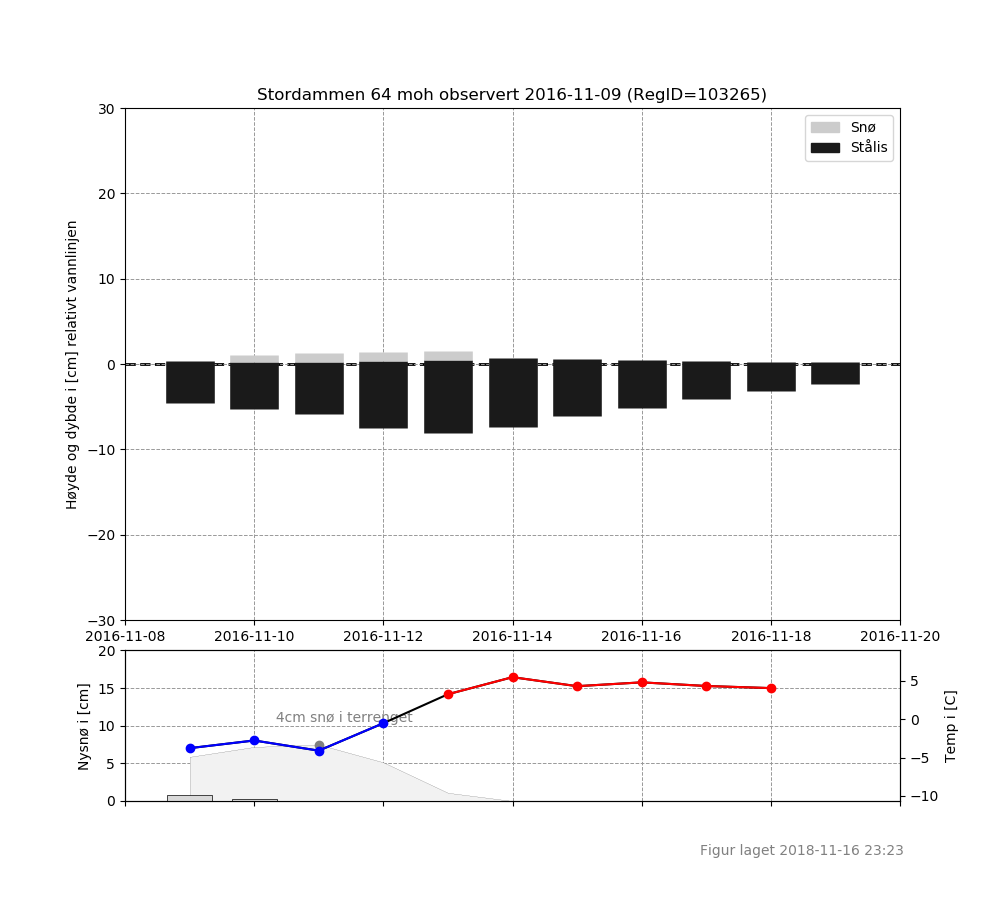 Stordammen 64 moh observert 2016-11-09 (RegID=103265)
Snø
Stålis
Høyde og dybde i [cm] relativt vannlinjen
30
20
10
0
−10
−20
−30
2016-11-08 2016-11-10 2016-11-12 2016-11-14 2016-11-16 2016-11-18 2016-11-20
Nysnø i [cm]
20
15
10
5
0
4cm snø i terrenget
5
0
−5
−10
Temp i [C]
Figur laget 2018-11-16 23:23